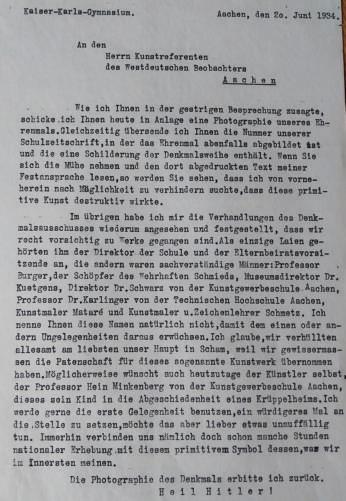 Kaiser-Karls-Gymnasium. Aachen, den 2o. Juni 1934.
An den
Herrn Kunstreferenten
des Westdeutschen Beobachters
Aachen
Wie ich Ihnen in der gestrigen Besprechung zusagte,
schicke ich Ihnen heute in Anlage eine Photographie unseres Eh-
renmals.Gleichzeitig übersende ich Ihnen die Nummer unserer
Schulzeitschrift,in der das Ehrenmal abenfalls abgebildet ist
und die eine Schilderung der Denkmalsweihe enthält. Wenn Sie
sich die Mühe nehmen und den dort abgedruckten Text meiner
Festansprache lesen,so werden Sie sehen, dass ich von vorne-
herein nach Möglichkeit zu verhindern suchte,dass diese primi-
tive Kunst destruktiv wirkte.
Im übrigen habe ich mir die Verhandlungen des Denk-
malsausschusses wiederum angesehen und festgestellt, dass wir
recht vorsichtig zu Werke gegangen sind.Als einzige Laien ge-
hörten ihm der Direktor der Schule und der Elternbeiratsvorsi-
tzende an, die andern waren sachverständige Männer:Professor
Burger,der Schöpfer des Wehrhaften Schmieds, Museumsdirektor Dr.
Kuetgens, Direktor Dr.Schwarz von der Kunstgewerbeschule Aachen,
Professor Dr.Karlinger von der Technischen Hochschule Aachen,
Kunstmaler Mataré und Kunstmaler u.Zeichenlehrer Schmetz. Ich
nenne Ihnen diese Namen natürlich nicht,damit dem einen oder an-
dern Ungelegenheiten daraus erwüchsen.Ich glaube,wir verhüllten
allesamt am liebsten unser Haupt in Scham, weil wir gewissermas-
sen die Patenschaft für dieses sogenannte Kunstwerk übernommen
haben.Möglicherweise wünscht auch heutzutage der Künstler selbst,
der Professor Hein Minkenberg von der Kunstgewerbeschule Aachen,
dieses sein Kind in die Abgeschiedenheit eines Krüppelheims.Ich
werde gerne die erste Gelegenheit benutzen,ein würdigeres Mal an
die Stelle zu setzen,möchte das aber lieber etwas unauffällig
tun. Immerhin verbinden uns nämlich doch schon manche Stunden
nationaler Erhebung mit diesem primitivem Symbol dessen,was wir
im Innersten meinen.
Die Photographie des Denkmals erbitte ich zurück.
Heil Hitler!